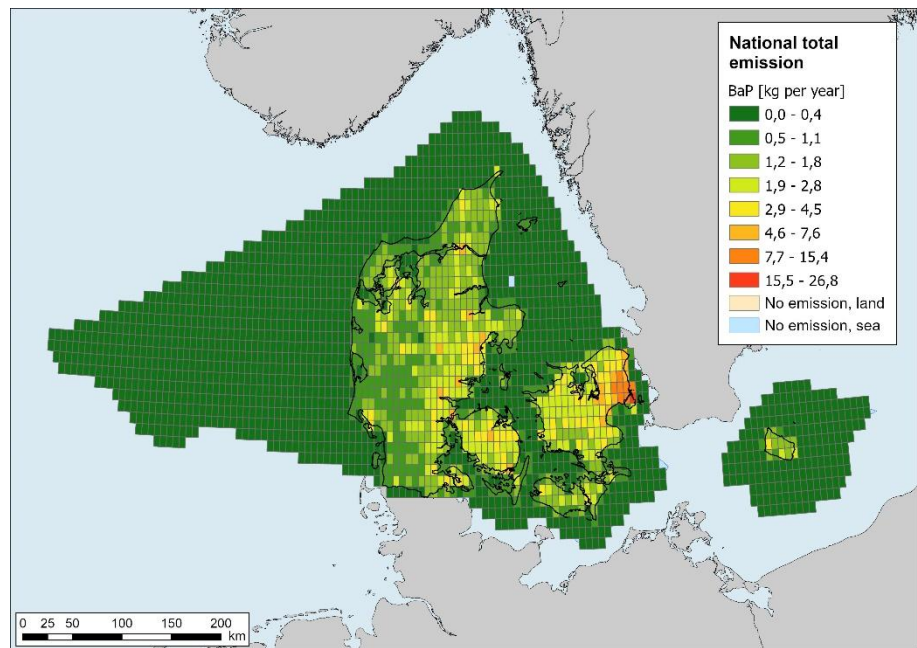 National total
emission
BaP [kg per year]
0,0 - 0,4
0,5 - 1,1
1,2 - 1,8
1,9 - 2,8
2,9 - 4,5
4,6 - 7,6
7,7 - 15,4
15,5 - 26,8
No emission, land
No emission, sea
0 25 50 100 150 200
km